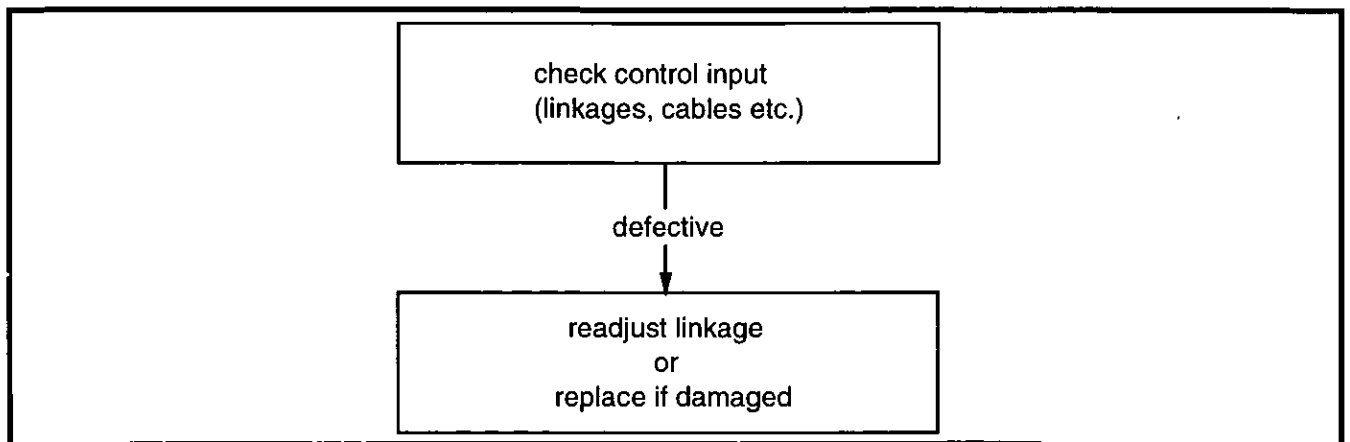 check control input
(linkages, cables etc.)
defective
readjust linkage
or
replace if damaged